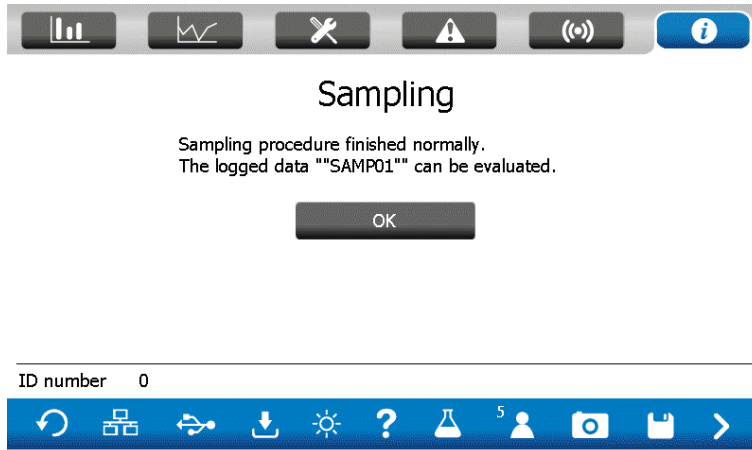 Sampling
Sampling procedure finished normally.
The logged data ""SAMP01"" can be evaluated.
OK
ID number 0
? 5